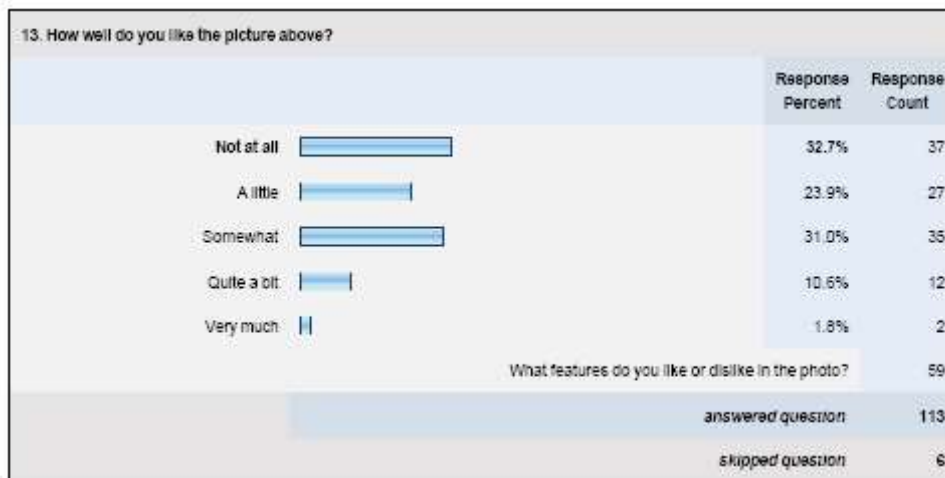 13. How well do you like the picture above?
Response Percent Response Count
Not at all 32.7% 37
A little 23.9% 27
Somewhat 31.0% 35
Quite a bit 10.6% 12
Very much 1.8% 2
What features do you like or dislike in the photo? 59
answered question 113
skipped question 6